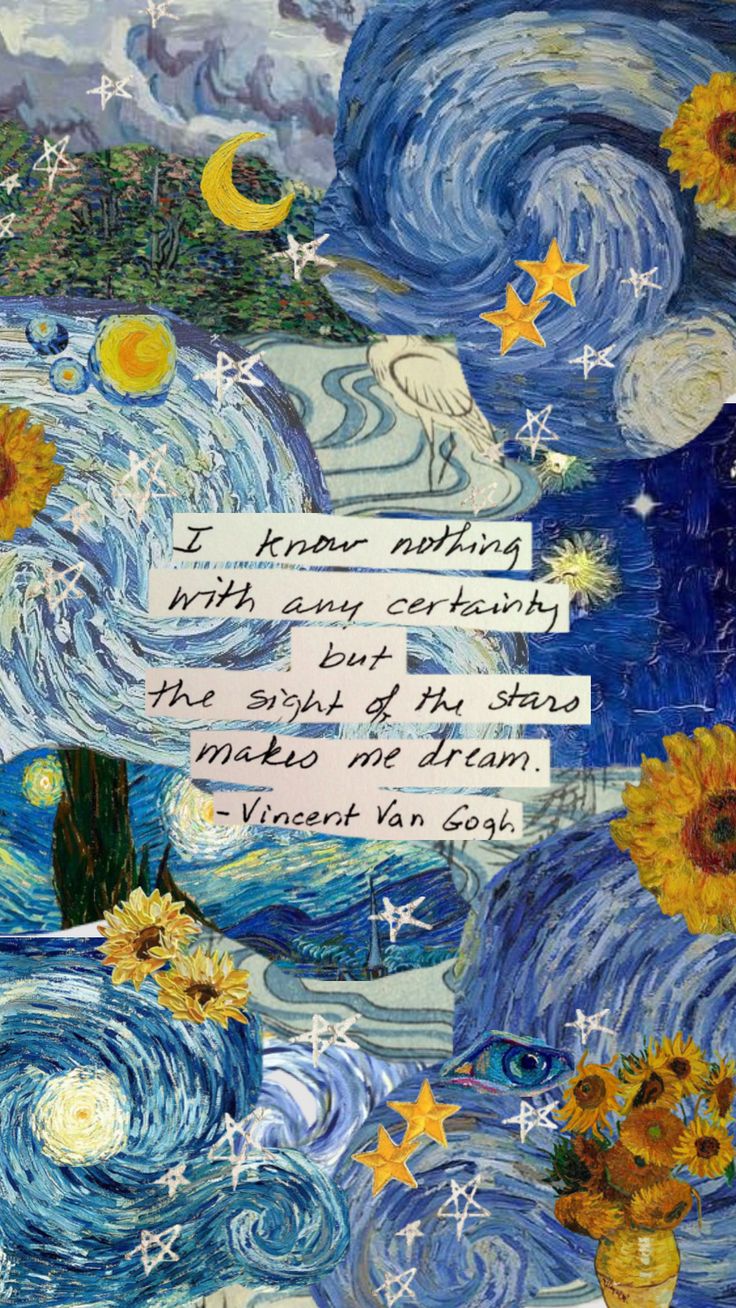 I know nothing
with any certainty
but
the sight of the stars
makes me dream.
- Vincent Van Gogh